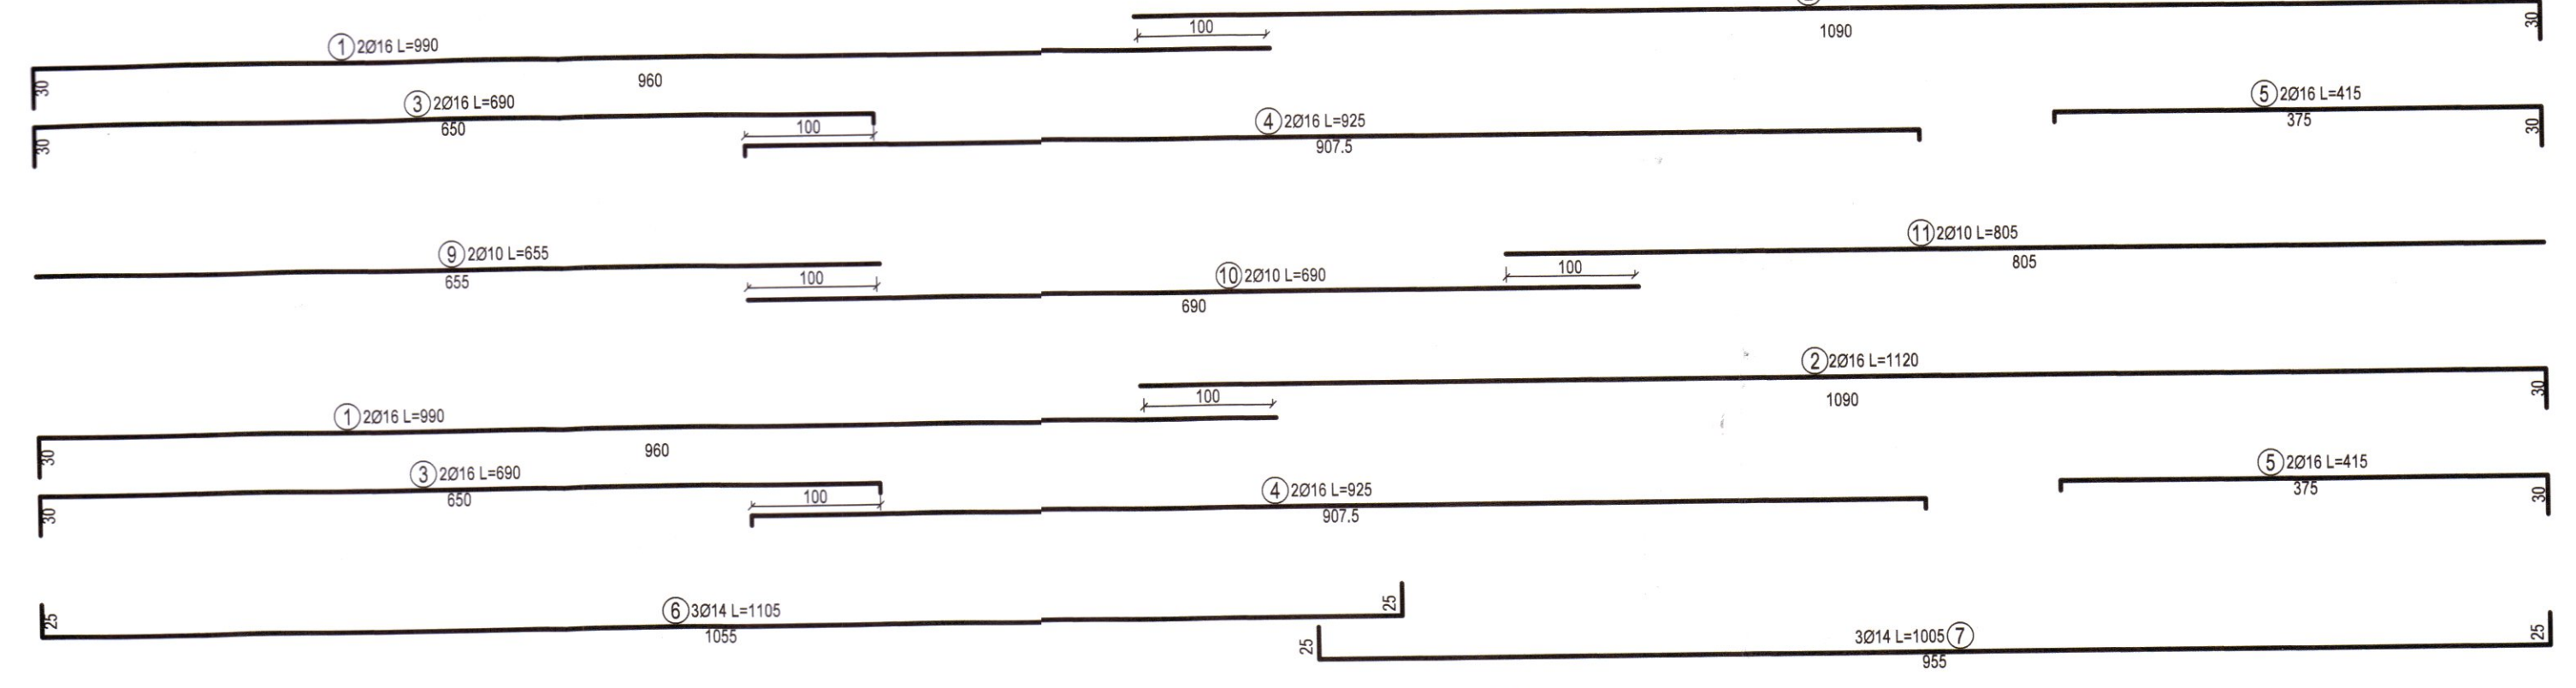 100
1090
30
① 2Ø16 L=990
960
30
③ 2Ø16 L=690
650
30
100
④ 2Ø16 L=925
907.5
⑤ 2Ø16 L=415
375
30
⑨ 2Ø10 L=655
655
100
⑩ 2Ø10 L=690
690
⑪ 2Ø10 L=805
805
100
② 2Ø16 L=1120
1090
30
100
① 2Ø16 L=990
960
30
③ 2Ø16 L=690
650
30
100
④ 2Ø16 L=925
907.5
⑤ 2Ø16 L=415
375
30
⑥ 3Ø14 L=1105
1055
25
25
3Ø14 L=1005 ⑦
955
25
25